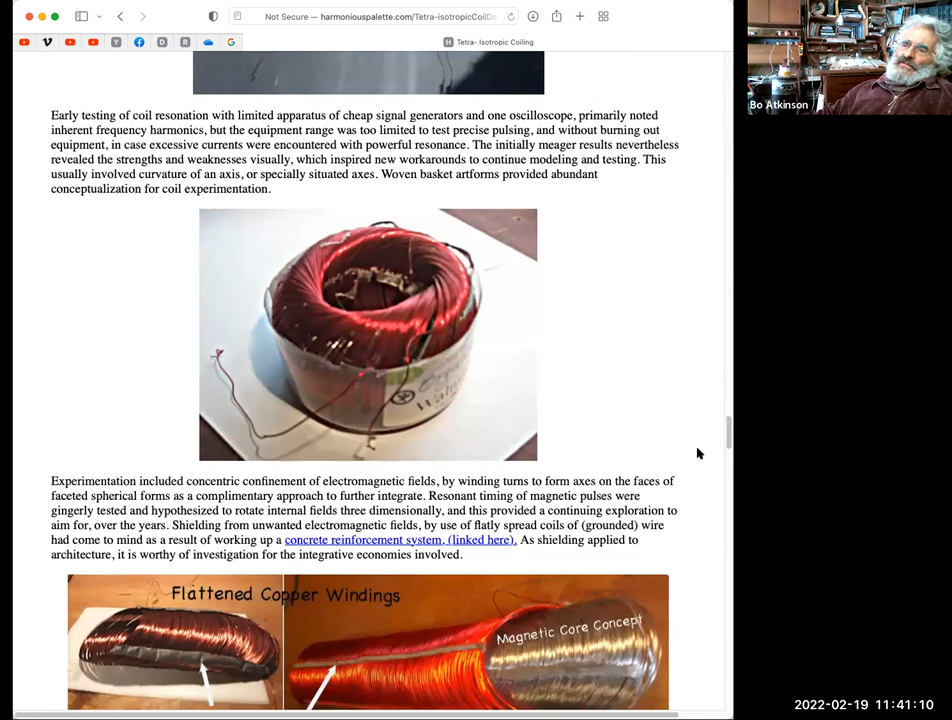 Not Secure — harmoniouspalette.com/Tetra-isotropicCoilDe
Tetra- Isotropic Coiling
Bo Atkinson
Early testing of coil resonation with limited apparatus of cheap signal generators and one oscilloscope, primarily noted
inherent frequency harmonics, but the equipment range was too limited to test precise pulsing, and without burning out
equipment, in case excessive currents were encountered with powerful resonance. The initially meager results nevertheless
revealed the strengths and weaknesses visually, which inspired new workarounds to continue modeling and testing. This
usually involved curvature of an axis, or specially situated axes. Woven basket artforms provided abundant
conceptualization for coil experimentation.
Experimentation included concentric confinement of electromagnetic fields, by winding turns to form axes on the faces of
faceted spherical forms as a complimentary approach to further integrate. Resonant timing of magnetic pulses were
gingerly tested and hypothesized to rotate internal fields three dimensionally, and this provided a continuing exploration to
aim for, over the years. Shielding from unwanted electromagnetic fields, by use of flatly spread coils of (grounded) wire
had come to mind as a result of working up a concrete reinforcement system, (linked here). As shielding applied to
architecture, it is worthy of investigation for the integrative economies involved.
Flattened Copper Windings
Magnetic Core Concept
2022-02-19 11:41:10